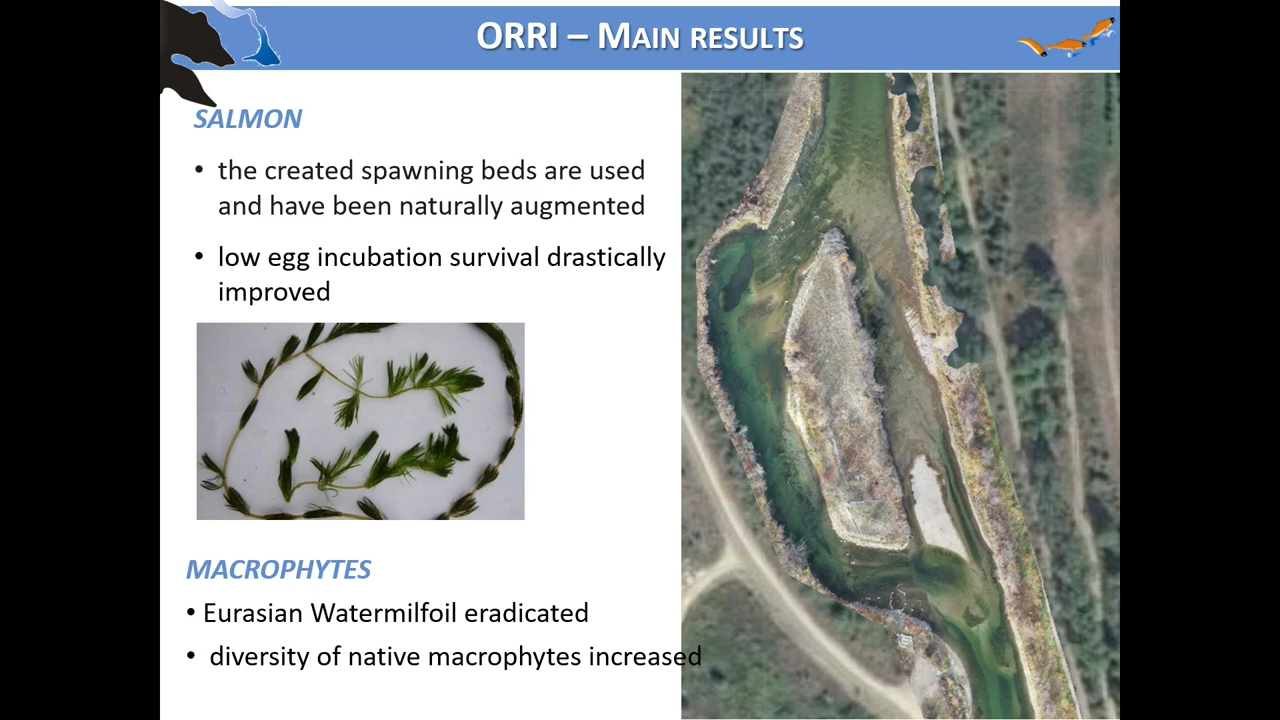 ORRI – MAIN RESULTS
SALMON
• the created spawning beds are used
and have been naturally augmented
• low egg incubation survival drastically
improved
MACROPHYTES
• Eurasian Watermilfoil eradicated
• diversity of native macrophytes increased